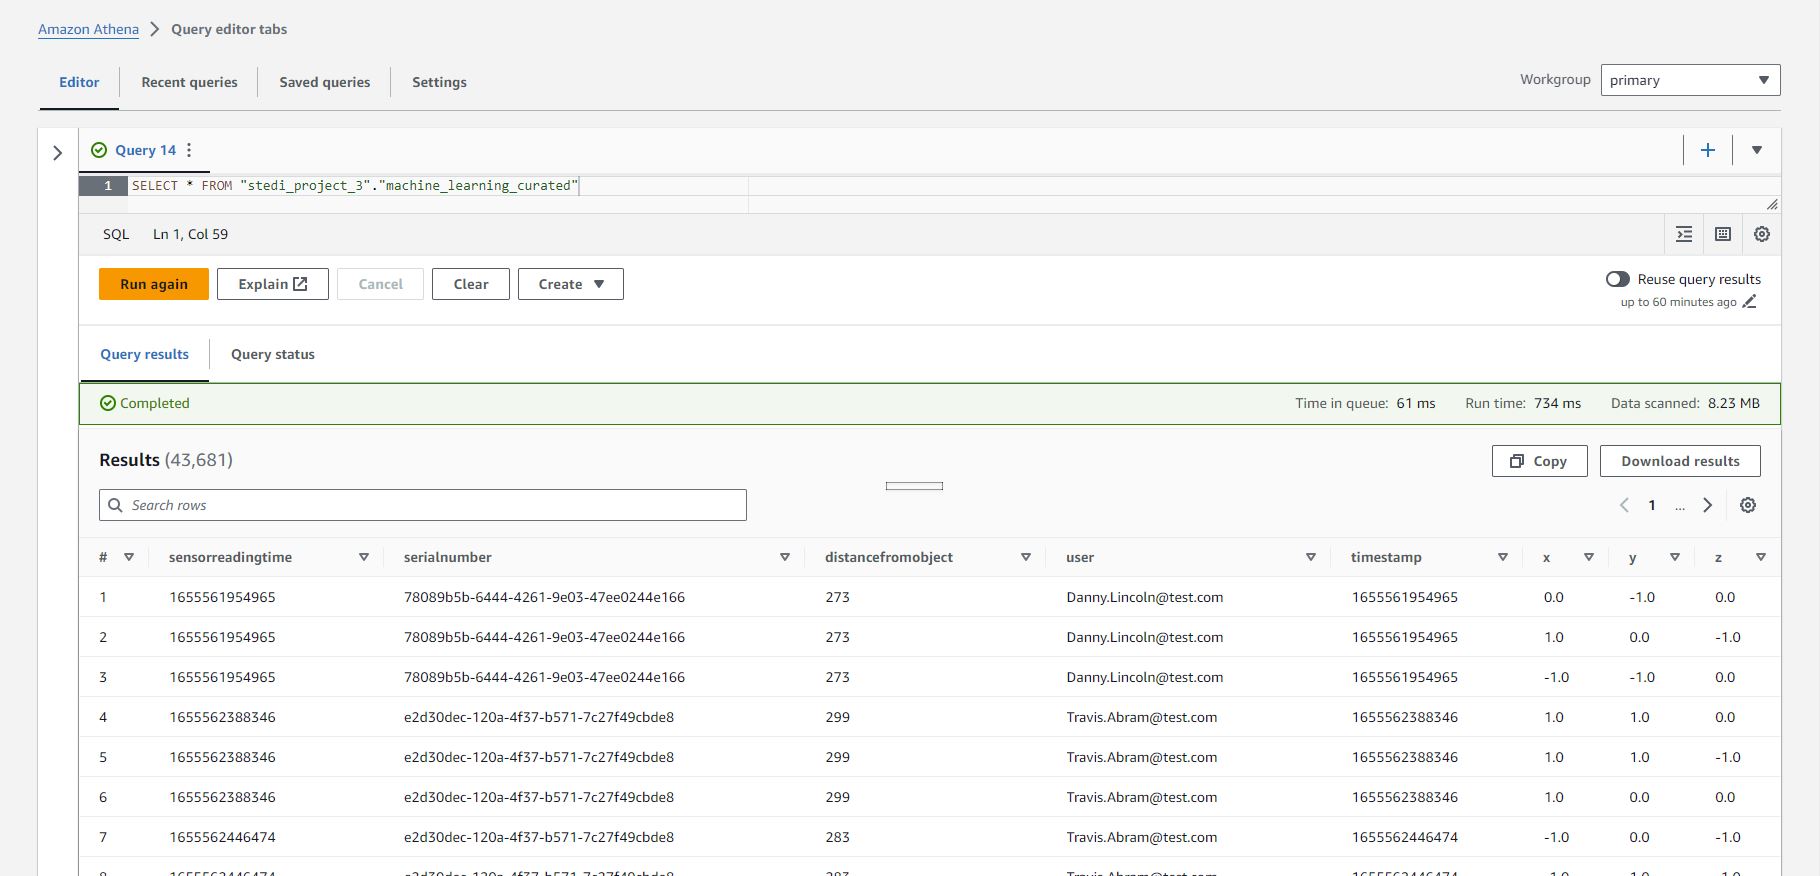 Amazon Athena > Query editor tabs
Editor Recent queries Saved queries Settings
Workgroup primary
Query 14
1 SELECT * FROM "stedi_project_3"."machine_learning_curated"
SQL Ln 1, Col 59
Run again Explain Cancel Clear Create
Reuse query results
up to 60 minutes ago
Query results Query status
Completed Time in queue: 61 ms Run time: 734 ms Data scanned: 8.23 MB
Results (43,681)
Copy Download results
Search rows
1 ...
# sensorreadingtime serialnumber distancefromobject user timestamp x y z
1 1655561954965 78089b5b-6444-4261-9e03-47ee0244e166 273 Danny.Lincoln@test.com 1655561954965 0.0 -1.0 0.0
2 1655561954965 78089b5b-6444-4261-9e03-47ee0244e166 273 Danny.Lincoln@test.com 1655561954965 1.0 0.0 -1.0
3 1655561954965 78089b5b-6444-4261-9e03-47ee0244e166 273 Danny.Lincoln@test.com 1655561954965 -1.0 -1.0 0.0
4 1655562388346 e2d30dec-120a-4f37-b571-7c27f49cbde8 299 Travis.Abram@test.com 1655562388346 1.0 1.0 0.0
5 1655562388346 e2d30dec-120a-4f37-b571-7c27f49cbde8 299 Travis.Abram@test.com 1655562388346 1.0 1.0 -1.0
6 1655562388346 e2d30dec-120a-4f37-b571-7c27f49cbde8 299 Travis.Abram@test.com 1655562388346 1.0 0.0 0.0
7 1655562446474 e2d30dec-120a-4f37-b571-7c27f49cbde8 283 Travis.Abram@test.com 1655562446474 -1.0 0.0 -1.0